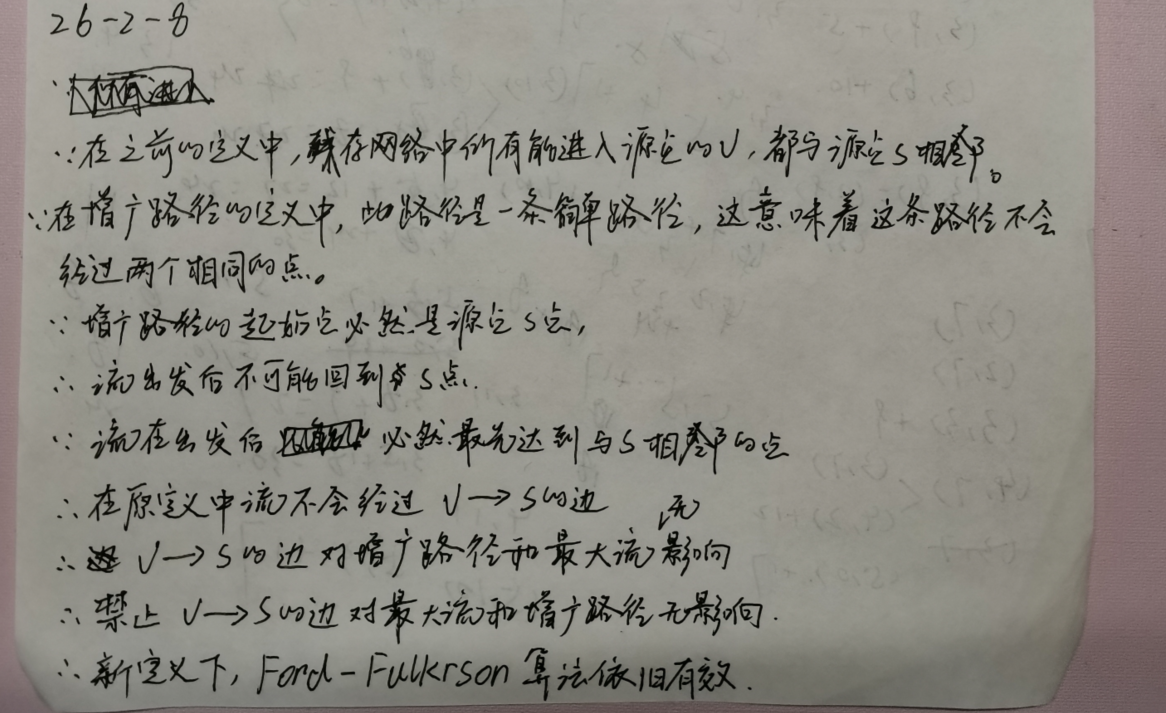 26-2-8
∵在之前的定义中,残存网络中所有能进入源点的V,都与源点S相邻。
∵在增广路径的定义中,此路径是一条简单路径,这意味着这条路径不会
经过两个相同的点。
∵增广路径的起始点必然是源点S点,
∴流出发后不可能回到S点.
∵流在出发后必然最先达到与S相邻的点
∴在原定义中流不会经过V→S的边
∴V→S的边对增广路径和最大流无影响
∴禁止V→S的边对最大流和增广路径无影响.
∴新定义下,Ford-Fulkrson算法依旧有效.